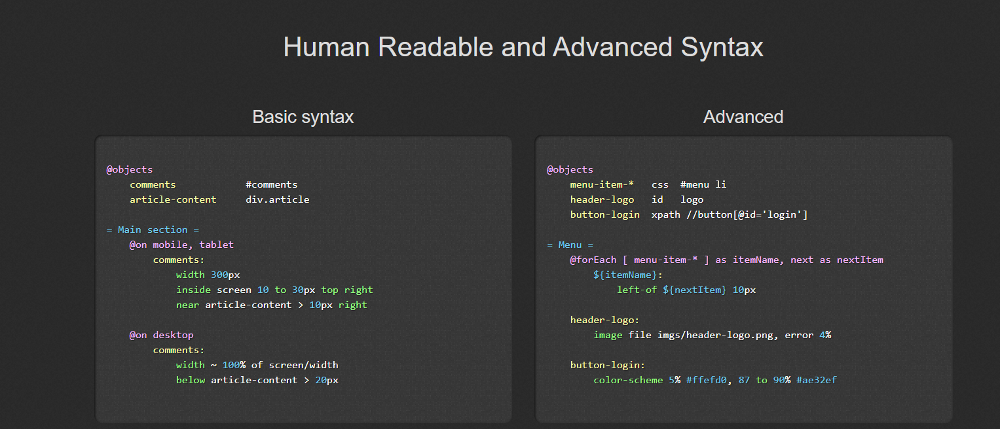 Human Readable and Advanced Syntax
Basic syntax
@objects
    comments            #comments
    article-content     div.article

= Main section =
    @on mobile, tablet
        comments:
            width 300px
            inside screen 10 to 30px top right
            near article-content > 10px right

    @on desktop
        comments:
            width ~ 100% of screen/width
            below article-content > 20px
Advanced
@objects
    menu-item-*   css  #menu li
    header-logo   id   logo
    button-login  xpath //button[@id='login']

= Menu =
    @forEach [ menu-item-* ] as itemName, next as nextItem
        ${itemName}:
            left-of ${nextItem} 10px

    header-logo:
        image file imgs/header-logo.png, error 4%

    button-login:
        color-scheme 5% #ffefd0, 87 to 90% #ae32ef